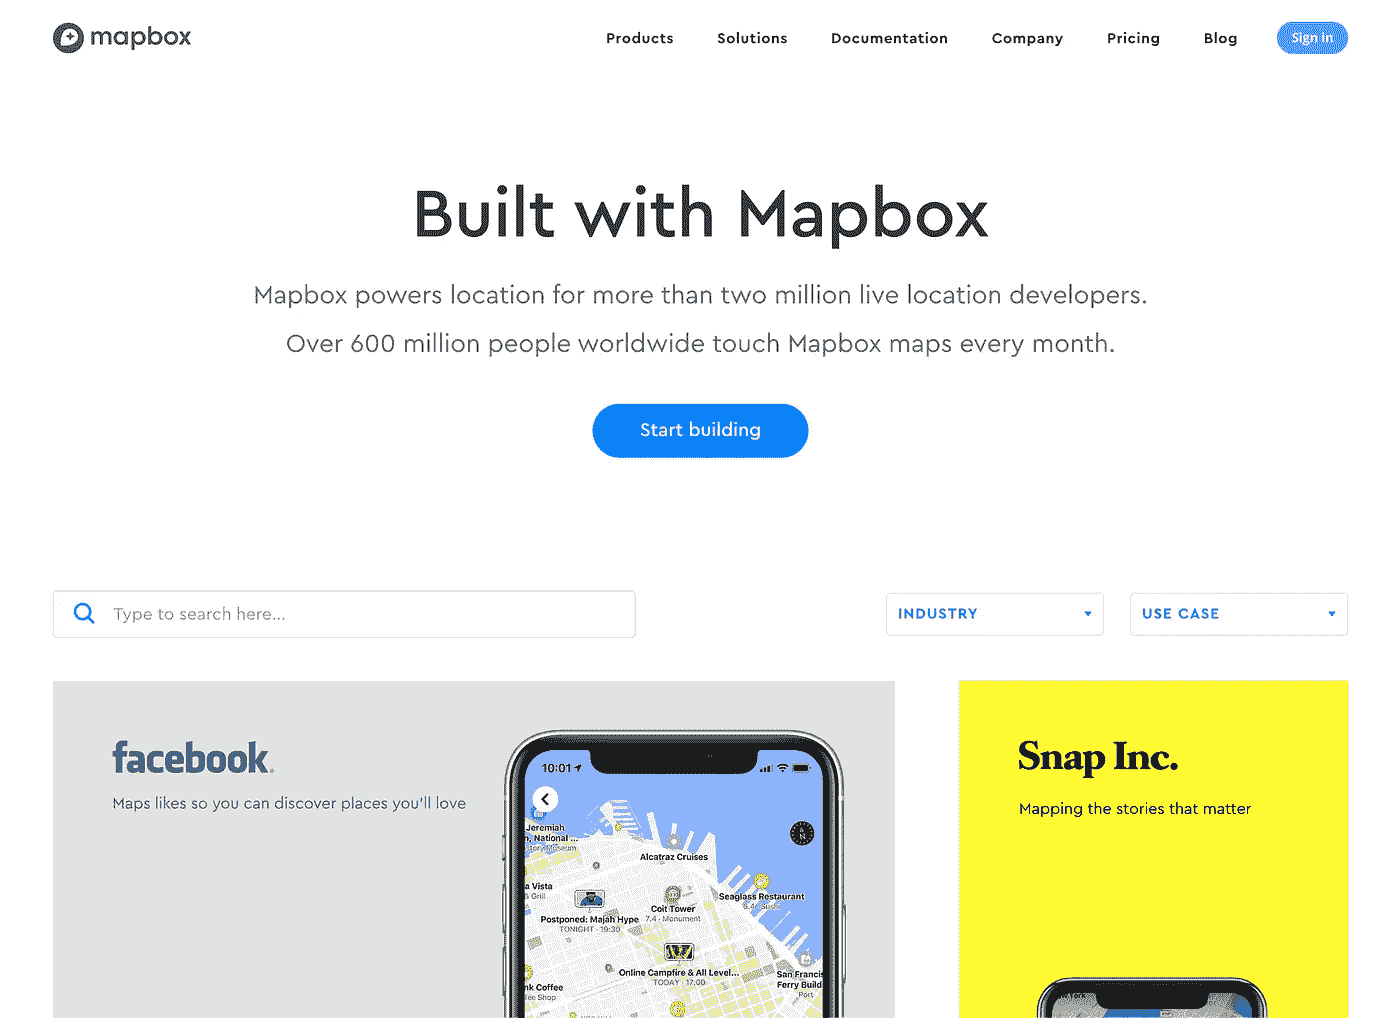 mapbox
Products Solutions Documentation Company Pricing Blog Sign in
Built with Mapbox
Mapbox powers location for more than two million live location developers.
Over 600 million people worldwide touch Mapbox maps every month.
Start building
Type to search here...
INDUSTRY
USE CASE
facebook.
Maps likes so you can discover places you'll love
10:01
Jeremiah
n, National ...
story Museum
Alcatraz Cruises
a Vista
& Grill
Seaglass Restaurant
6.4 · Sushi
Coit Tower
7.4 · Monument
Postponed: Majah Hype
TONIGHT · 19:30
Online Campfire & All Level...
TODAY · 17:00
San Francis
Ferry Build
Port
nk Coffee
fee Shop
Snap Inc.
Mapping the stories that matter